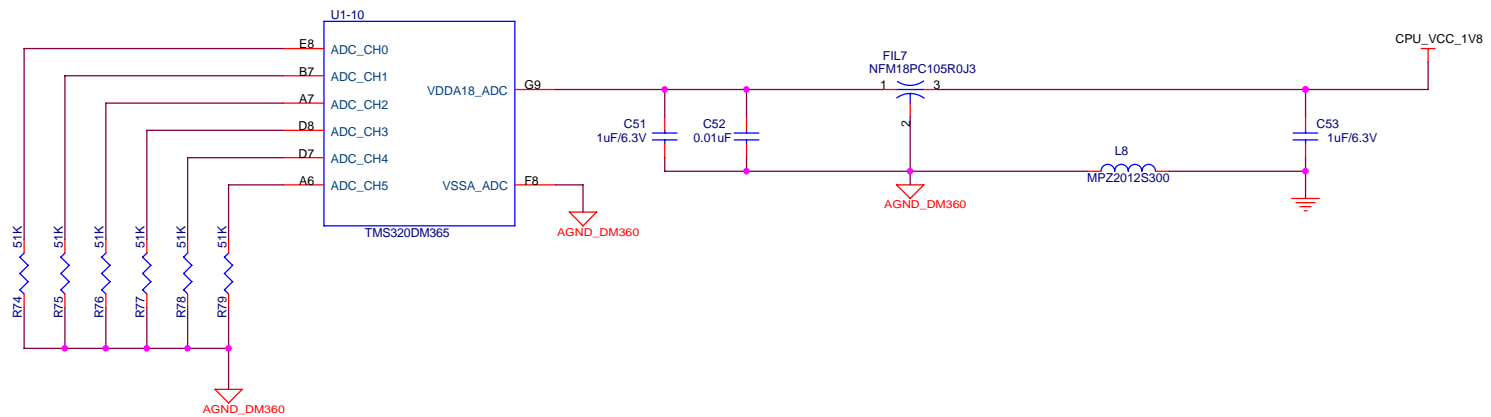 U1-10
CPU_VCC_1V8
E8 ADC_CH0
B7 ADC_CH1
A7 ADC_CH2
D8 ADC_CH3
D7 ADC_CH4
A6 ADC_CH5
VDDA18_ADC G9
VSSA_ADC F8
TMS320DM365
AGND_DM360
FIL7
NFM18PC105R0J3
1 3
2
C51
1uF/6.3V
C52
0.01uF
C53
1uF/6.3V
L8
MPZ2012S300
AGND_DM360
51K 51K 51K 51K 51K 51K
R74 R75 R76 R77 R78 R79
AGND_DM360